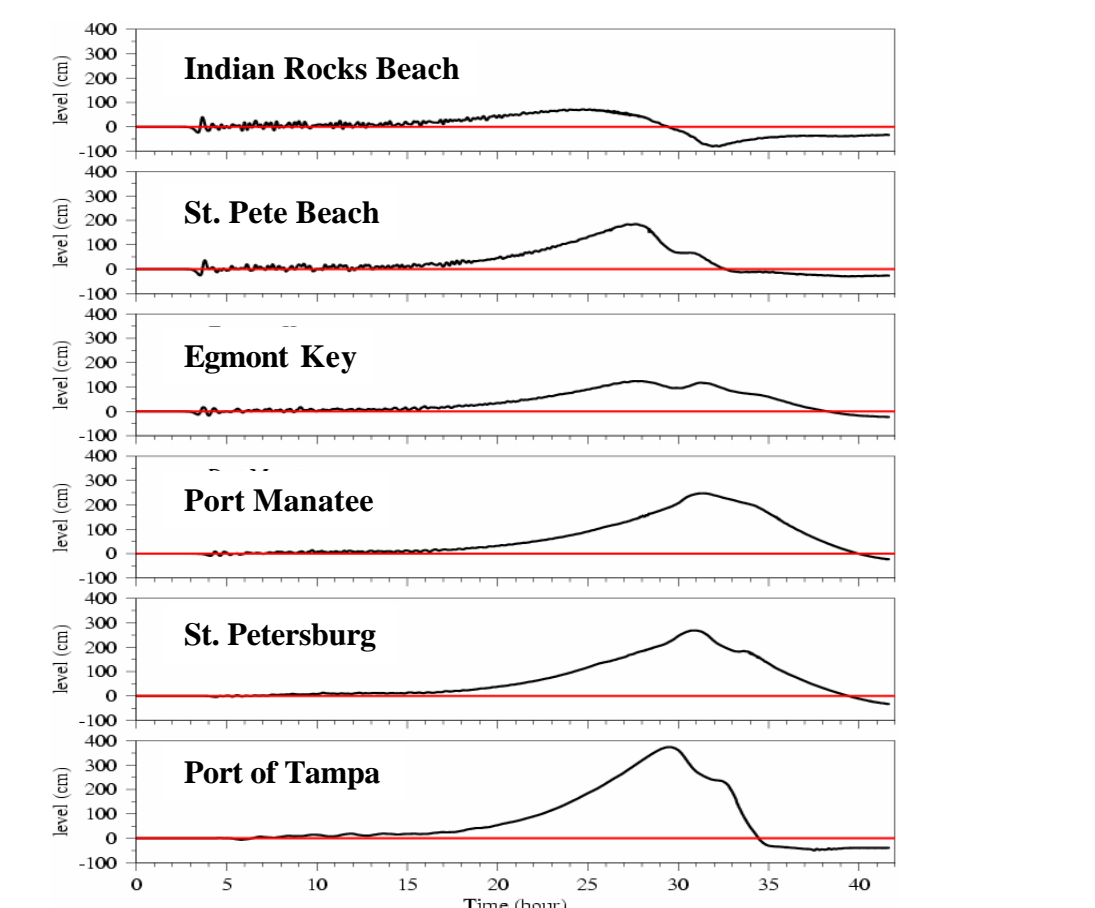 400
300
200
100
0
-100
level (cm)
Indian Rocks Beach
400
300
200
100
0
-100
level (cm)
St. Pete Beach
400
300
200
100
0
-100
level (cm)
Egmont Key
400
300
200
100
0
-100
level (cm)
Port Manatee
400
300
200
100
0
-100
level (cm)
St. Petersburg
400
300
200
100
0
-100
level (cm)
Port of Tampa
0 5 10 15 20 25 30 35 40
Time (hour)